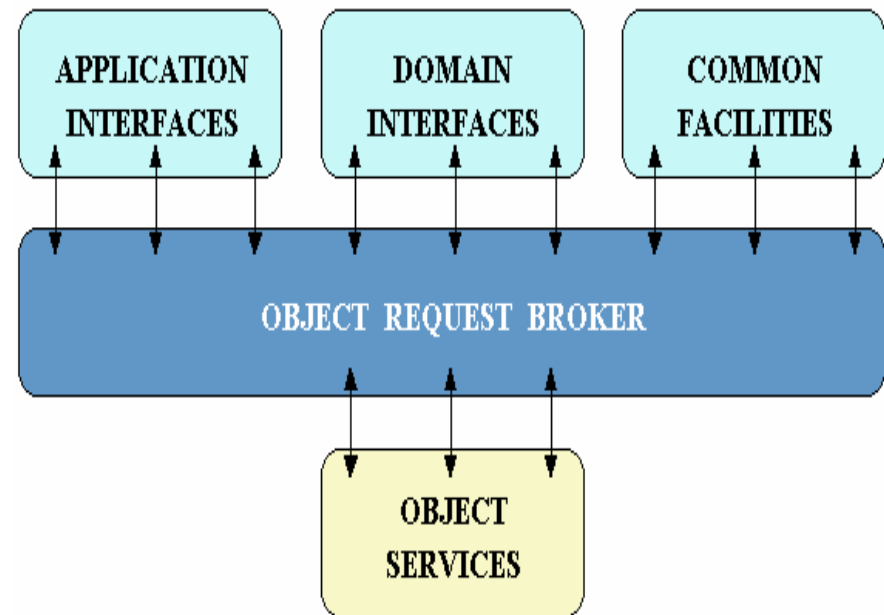 APPLICATION
INTERFACES
DOMAIN
INTERFACES
COMMON
FACILITIES
OBJECT REQUEST BROKER
OBJECT
SERVICES